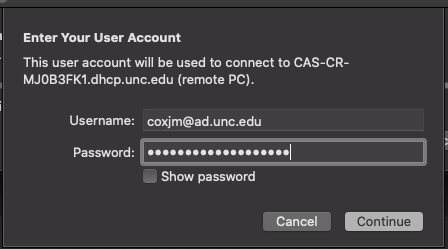 Enter Your User Account
This user account will be used to connect to CAS-CR-
MJ0B3FK1.dhcp.unc.edu (remote PC).
Username: coxjm@ad.unc.edu
Password: •••••••••••••••••••
Show password
Cancel Continue